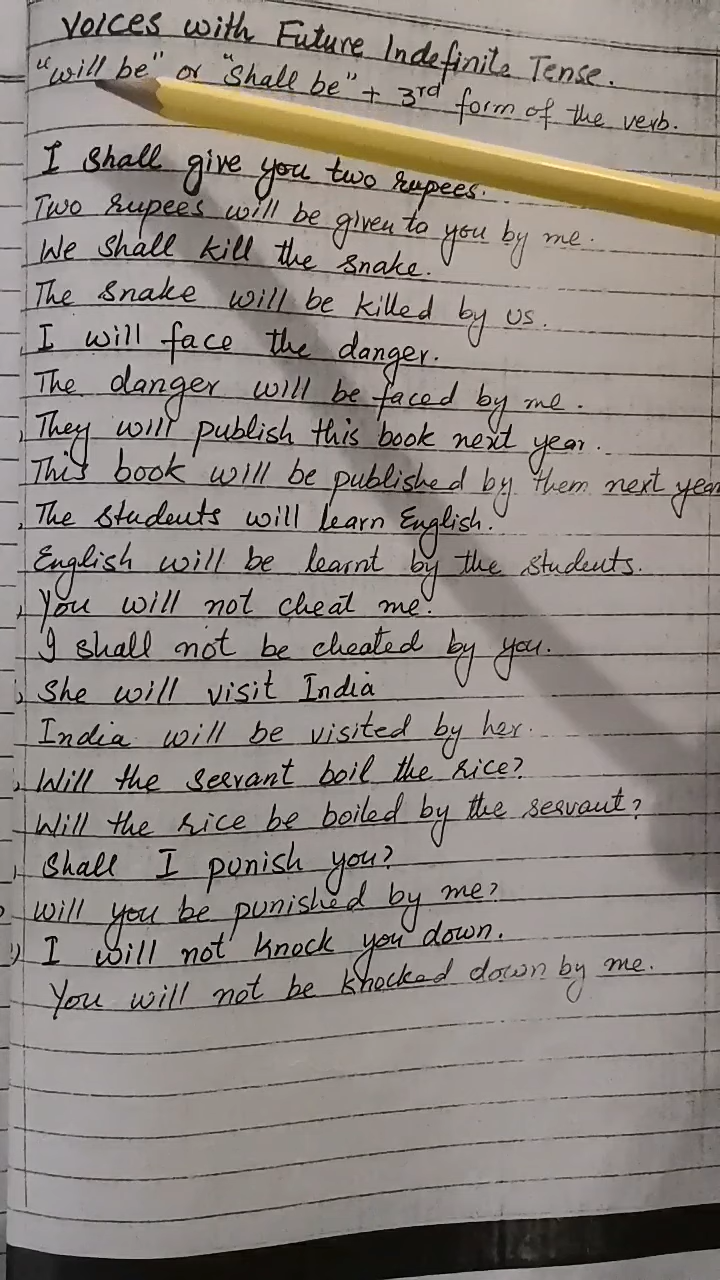 Voices with Future Indefinite Tense.
"will be" or "Shall be" + 3rd form of the verb.
I shall give you two rupees.
Two rupees will be given to you by me.
We shall kill the snake.
The snake will be killed by us.
I will face the danger.
The danger will be faced by me.
They will publish this book next year.
This book will be published by them next year
The students will learn English.
English will be learnt by the students.
You will not cheat me.
I shall not be cheated by you.
She will visit India
India will be visited by her.
Will the servant boil the rice?
Will the rice be boiled by the servant?
Shall I punish you?
Will you be punished by me?
I will not knock you down.
You will not be knocked down by me.